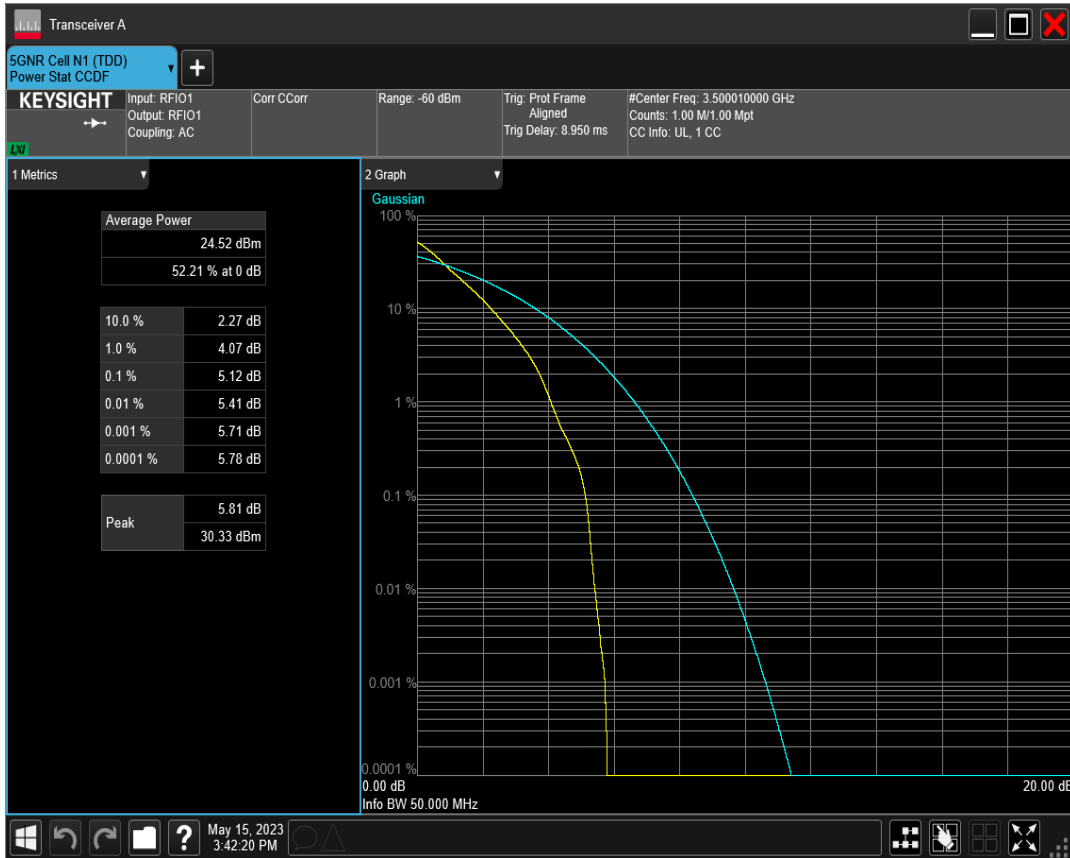 Transceiver A
5GNR Cell N1 (TDD)
Power Stat CCDF
+
KEYSIGHT
LXI
Input: RFIO1
Output: RFIO1
Coupling: AC
Corr CCorr
Range: -60 dBm
Trig: Prot Frame
Aligned
Trig Delay: 8.950 ms
#Center Freq: 3.500010000 GHz
Counts: 1.00 M/1.00 Mpt
CC Info: UL, 1 CC
1 Metrics
Average Power
24.52 dBm
52.21 % at 0 dB
10.0 % 2.27 dB
1.0 % 4.07 dB
0.1 % 5.12 dB
0.01 % 5.41 dB
0.001 % 5.71 dB
0.0001 % 5.78 dB
Peak
5.81 dB
30.33 dBm
2 Graph
Gaussian
100 %
10 %
1 %
0.1 %
0.01 %
0.001 %
0.0001 %
0.00 dB 20.00 dB
Info BW 50.000 MHz
?
May 15, 2023
3:42:20 PM